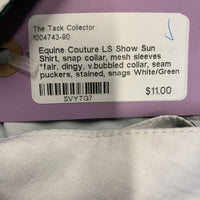 The Tack Collector
1004743-90
Equine Couture LS Show Sun
Shirt, snap collar, mesh sleeves
*fair, dingy, v.bubbled collar, seam
puckers, stained, snags White/Green
SVYTG7
$11.00